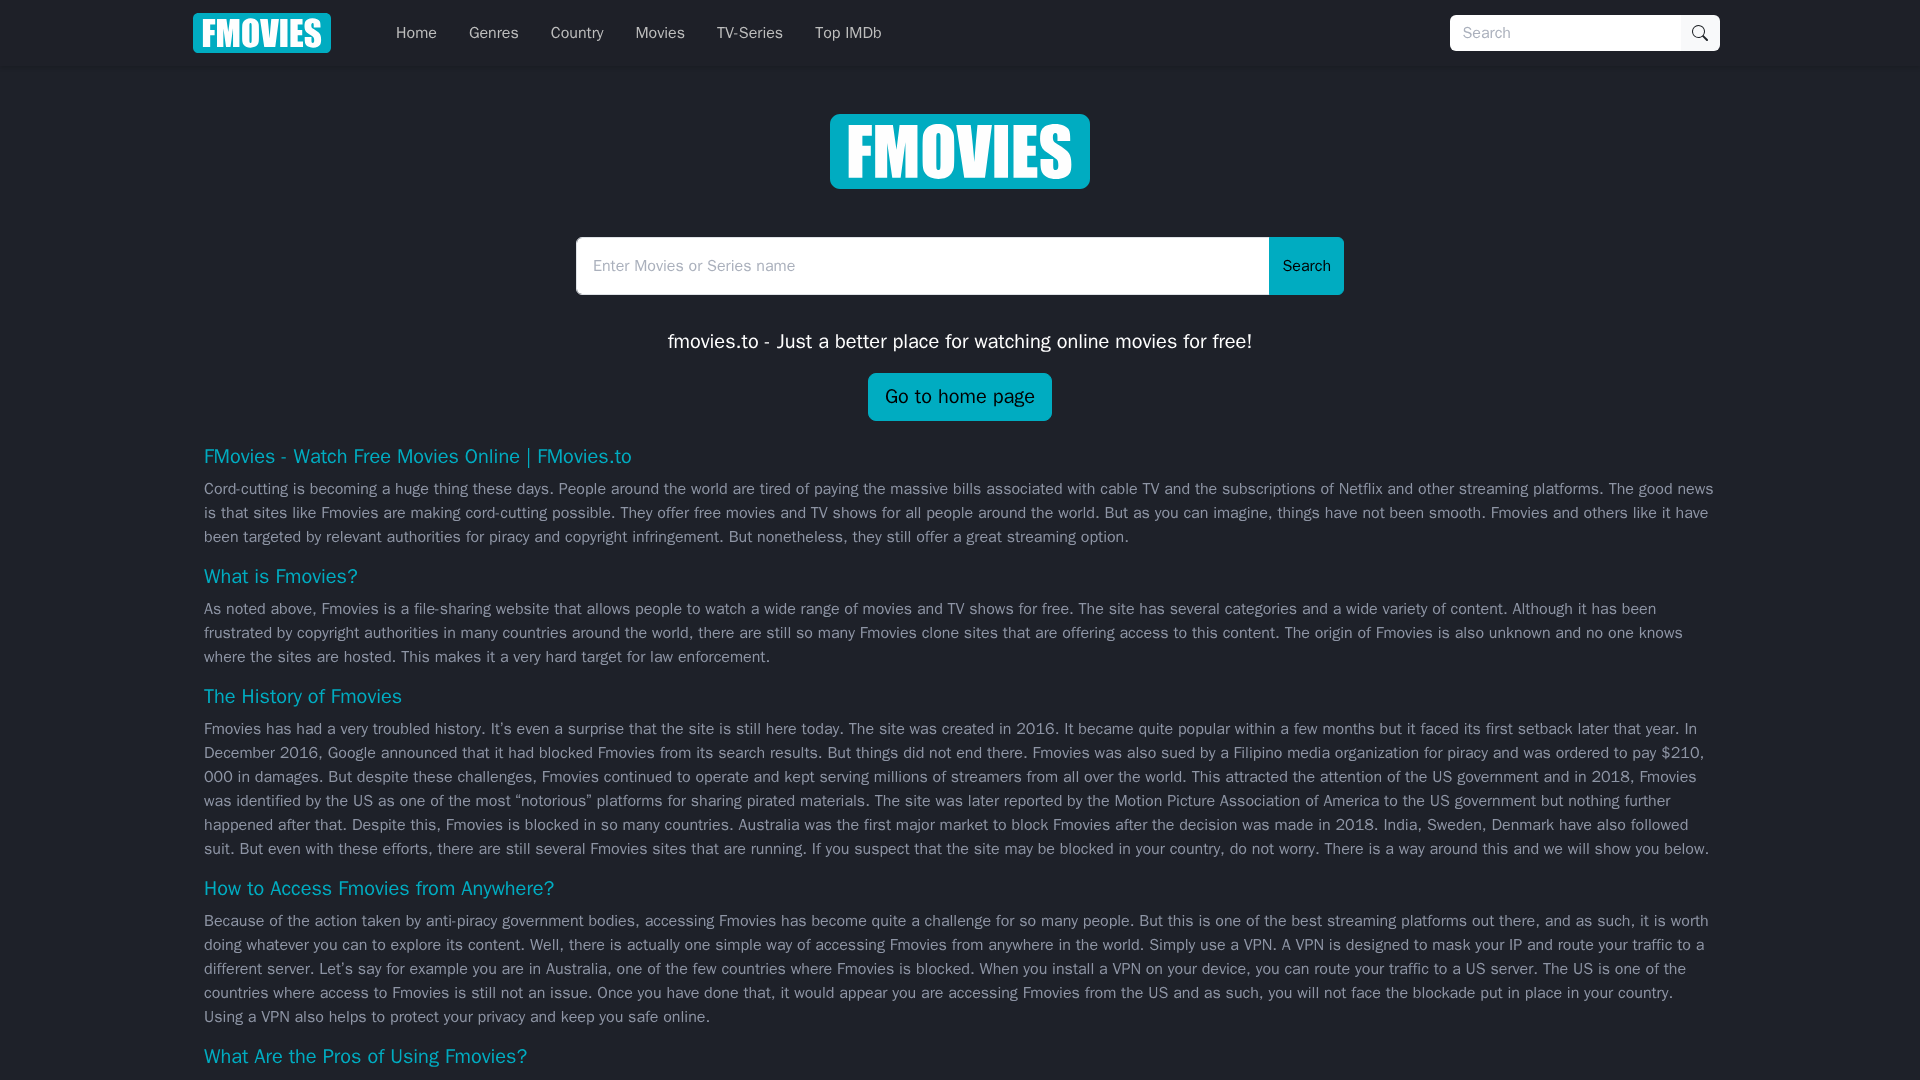 FMOVIES
Home Genres Country Movies TV-Series Top IMDb
Search
FMOVIES
Enter Movies or Series name
Search
fmovies.to - Just a better place for watching online movies for free!
Go to home page
FMovies - Watch Free Movies Online | FMovies.to
Cord-cutting is becoming a huge thing these days. People around the world are tired of paying the massive bills associated with cable TV and the subscriptions of Netflix and other streaming platforms. The good news
is that sites like Fmovies are making cord-cutting possible. They offer free movies and TV shows for all people around the world. But as you can imagine, things have not been smooth. Fmovies and others like it have
been targeted by relevant authorities for piracy and copyright infringement. But nonetheless, they still offer a great streaming option.
What is Fmovies?
As noted above, Fmovies is a file-sharing website that allows people to watch a wide range of movies and TV shows for free. The site has several categories and a wide variety of content. Although it has been
frustrated by copyright authorities in many countries around the world, there are still so many Fmovies clone sites that are offering access to this content. The origin of Fmovies is also unknown and no one knows
where the sites are hosted. This makes it a very hard target for law enforcement.
The History of Fmovies
Fmovies has had a very troubled history. It's even a surprise that the site is still here today. The site was created in 2016. It became quite popular within a few months but it faced its first setback later that year. In
December 2016, Google announced that it had blocked Fmovies from its search results. But things did not end there. Fmovies was also sued by a Filipino media organization for piracy and was ordered to pay $210,
000 in damages. But despite these challenges, Fmovies continued to operate and kept serving millions of streamers from all over the world. This attracted the attention of the US government and in 2018, Fmovies
was identified by the US as one of the most “notorious” platforms for sharing pirated materials. The site was later reported by the Motion Picture Association of America to the US government but nothing further
happened after that. Despite this, Fmovies is blocked in so many countries. Australia was the first major market to block Fmovies after the decision was made in 2018. India, Sweden, Denmark have also followed
suit. But even with these efforts, there are still several Fmovies sites that are running. If you suspect that the site may be blocked in your country, do not worry. There is a way around this and we will show you below.
How to Access Fmovies from Anywhere?
Because of the action taken by anti-piracy government bodies, accessing Fmovies has become quite a challenge for so many people. But this is one of the best streaming platforms out there, and as such, it is worth
doing whatever you can to explore its content. Well, there is actually one simple way of accessing Fmovies from anywhere in the world. Simply use a VPN. A VPN is designed to mask your IP and route your traffic to a
different server. Let's say for example you are in Australia, one of the few countries where Fmovies is blocked. When you install a VPN on your device, you can route your traffic to a US server. The US is one of the
countries where access to Fmovies is still not an issue. Once you have done that, it would appear you are accessing Fmovies from the US and as such, you will not face the blockade put in place in your country.
Using a VPN also helps to protect your privacy and keep you safe online.
What Are the Pros of Using Fmovies?